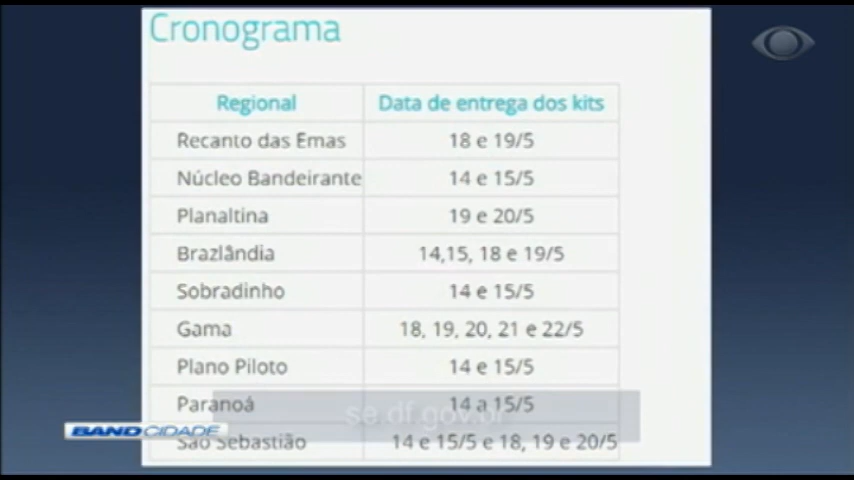 Cronograma
Regional Data de entrega dos kits
Recanto das Emas 18 e 19/5
Núcleo Bandeirante 14 e 15/5
Planaltina 19 e 20/5
Brazlândia 14,15, 18 e 19/5
Sobradinho 14 e 15/5
Gama 18, 19, 20, 21 e 22/5
Plano Piloto 14 e 15/5
Paranoá 14 a 15/5
se.df.gov.br
BANDCIDADE
São Sebastião 14 e 15/5 e 18, 19 e 20/5